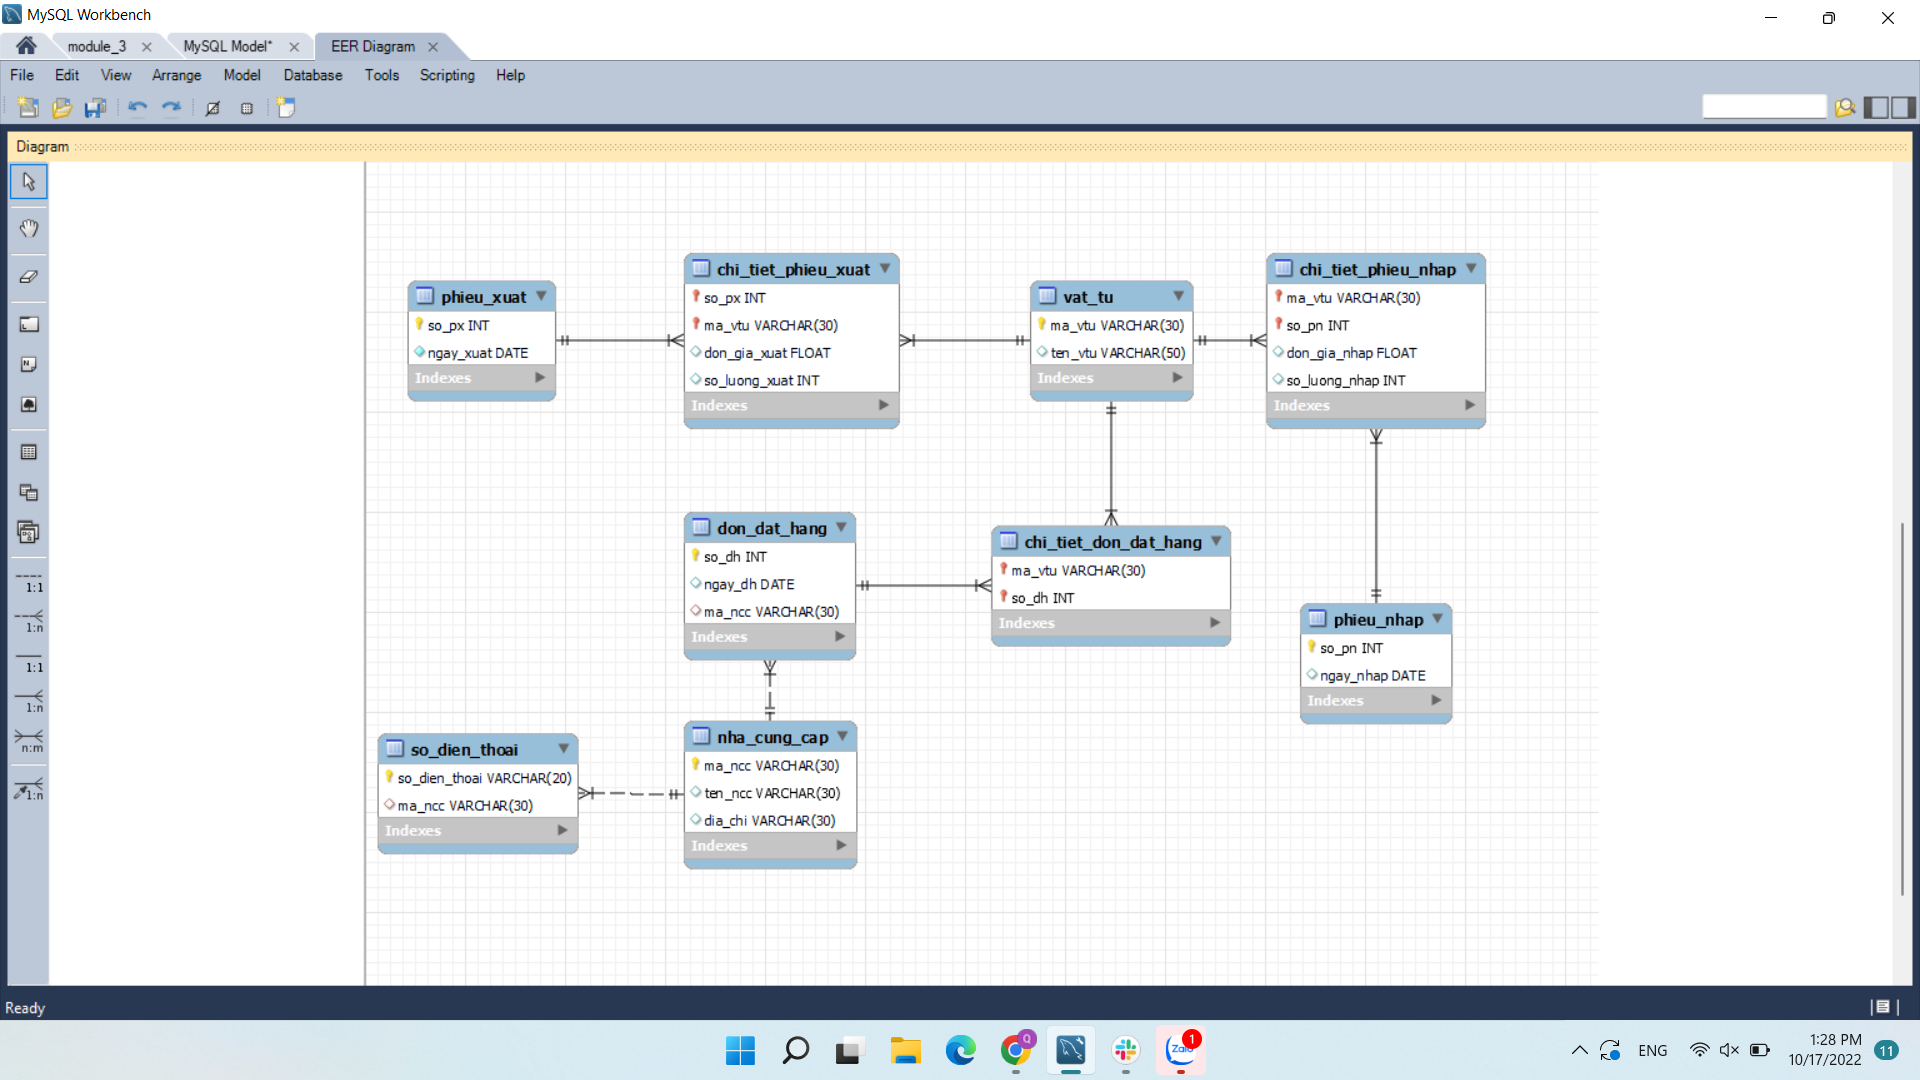 MySQL Workbench
module_3
MySQL Model*
EER Diagram
File Edit View Arrange Model Database Tools Scripting Help
Diagram
1:1
1:n
1:1
1:n
n:m
1:n
phieu_xuat
so_px INT
ngay_xuat DATE
Indexes
chi_tiet_phieu_xuat
so_px INT
ma_vtu VARCHAR(30)
don_gia_xuat FLOAT
so_luong_xuat INT
Indexes
vat_tu
ma_vtu VARCHAR(30)
ten_vtu VARCHAR(50)
Indexes
chi_tiet_phieu_nhap
ma_vtu VARCHAR(30)
so_pn INT
don_gia_nhap FLOAT
so_luong_nhap INT
Indexes
don_dat_hang
so_dh INT
ngay_dh DATE
ma_ncc VARCHAR(30)
Indexes
chi_tiet_don_dat_hang
ma_vtu VARCHAR(30)
so_dh INT
Indexes
phieu_nhap
so_pn INT
ngay_nhap DATE
Indexes
so_dien_thoai
so_dien_thoai VARCHAR(20)
ma_ncc VARCHAR(30)
Indexes
nha_cung_cap
ma_ncc VARCHAR(30)
ten_ncc VARCHAR(30)
dia_chi VARCHAR(30)
Indexes
Ready
Q
Zalo
1
ENG
1:28 PM
10/17/2022
11